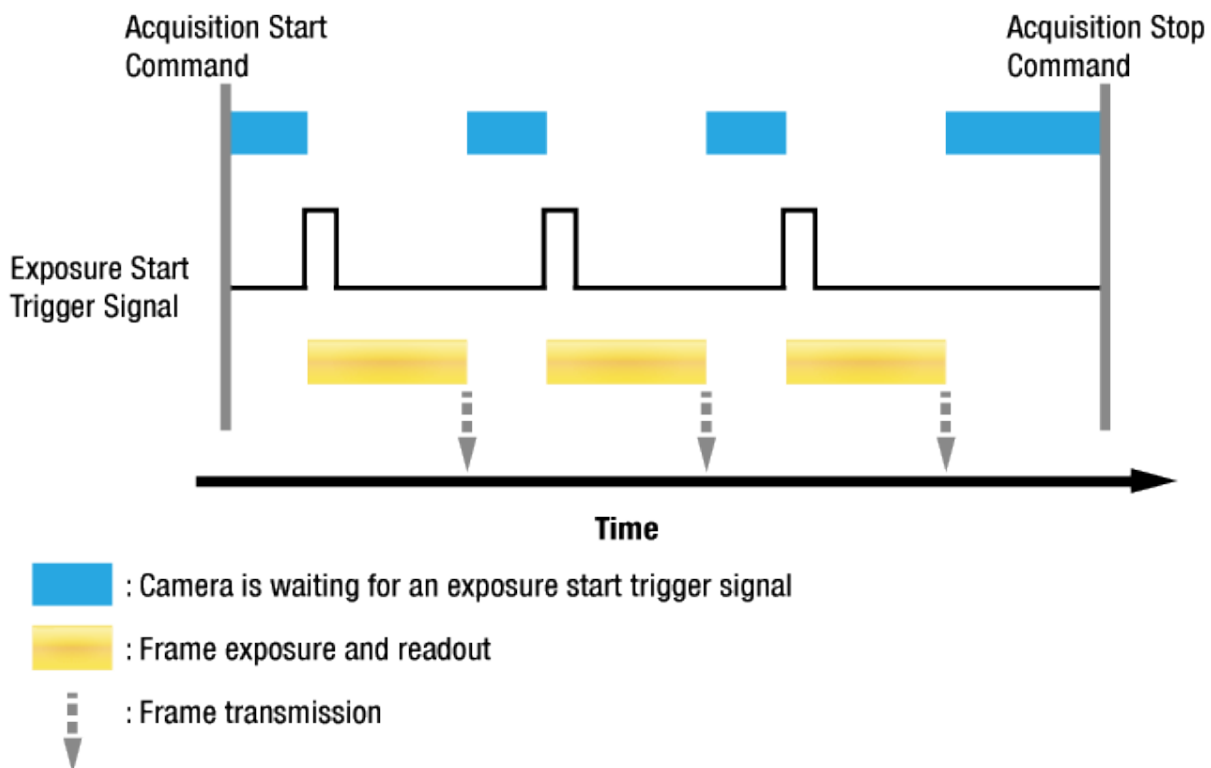 Acquisition Start
Command
Acquisition Stop
Command
Exposure Start
Trigger Signal
Time
: Camera is waiting for an exposure start trigger signal
: Frame exposure and readout
: Frame transmission